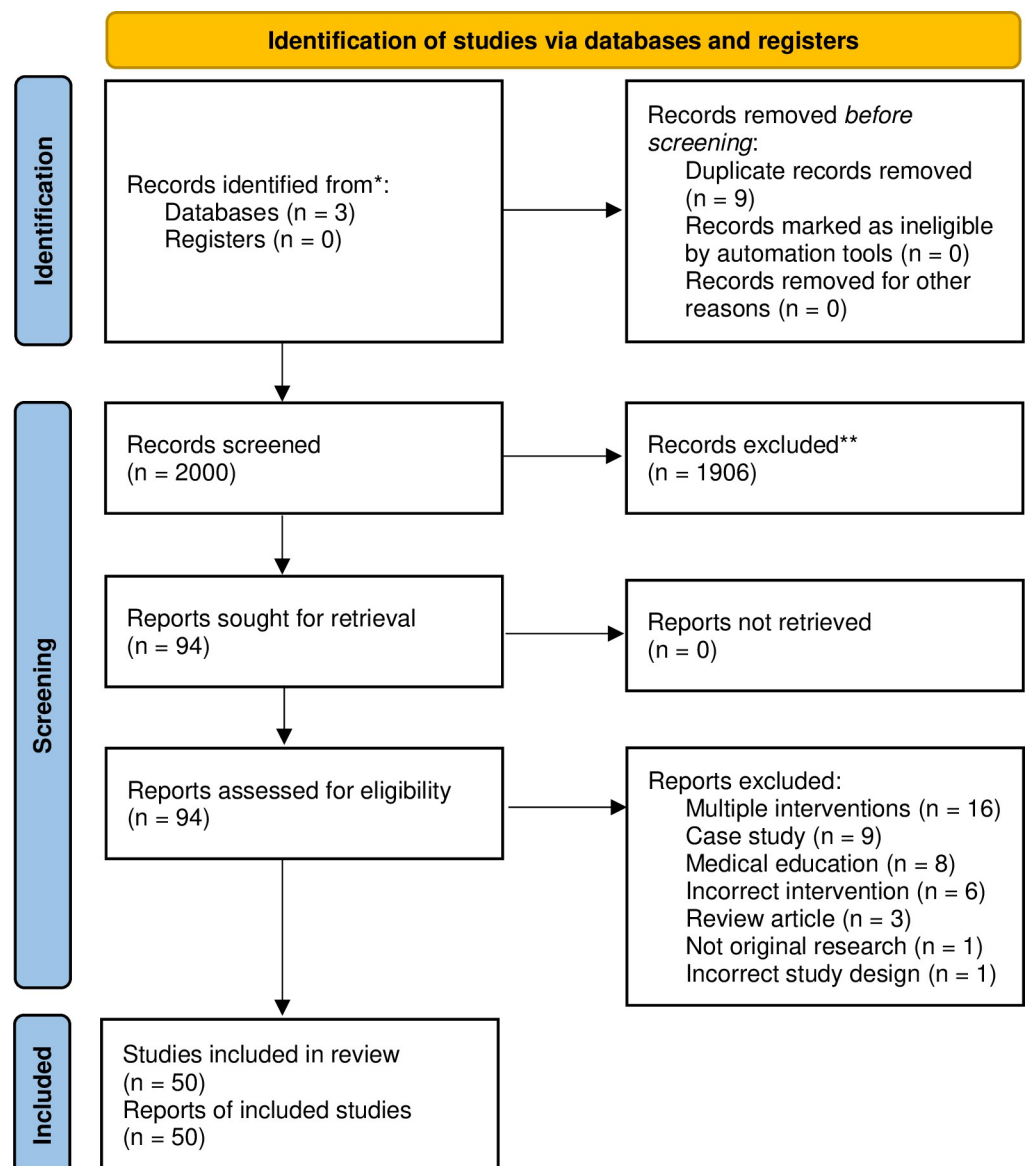 Identification of studies via databases and registers
Identification
Records identified from*:
Databases (n = 3)
Registers (n = 0)
Records removed before
screening:
Duplicate records removed
(n = 9)
Records marked as ineligible
by automation tools (n = 0)
Records removed for other
reasons (n = 0)
Screening
Records screened
(n = 2000)
Records excluded**
(n = 1906)
Reports sought for retrieval
(n = 94)
Reports not retrieved
(n = 0)
Reports assessed for eligibility
(n = 94)
Reports excluded:
Multiple interventions (n = 16)
Case study (n = 9)
Medical education (n = 8)
Incorrect intervention (n = 6)
Review article (n = 3)
Not original research (n = 1)
Incorrect study design (n = 1)
Included
Studies included in review
(n = 50)
Reports of included studies
(n = 50)